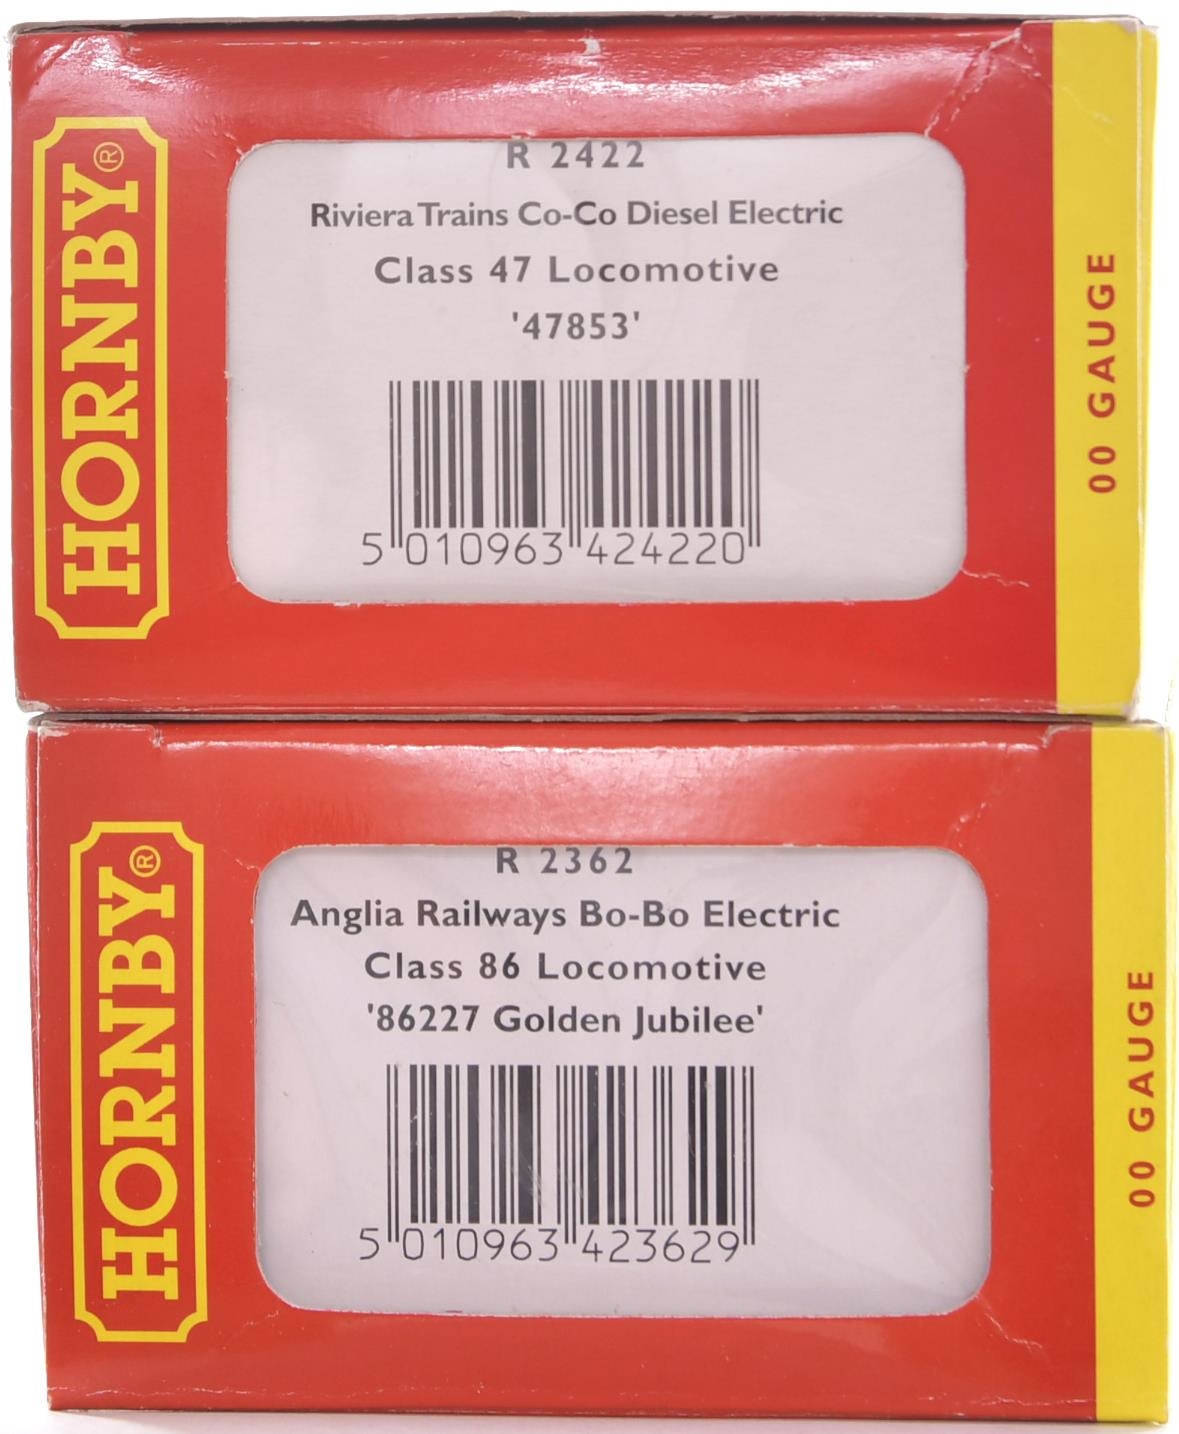 HORNBY®
R 2422
Riviera Trains Co-Co Diesel Electric
Class 47 Locomotive
'47853'
5 010963 424220
00 GAUGE
HORNBY®
R 2362
Anglia Railways Bo-Bo Electric
Class 86 Locomotive
'86227 Golden Jubilee'
5 010963 423629
00 GAUGE